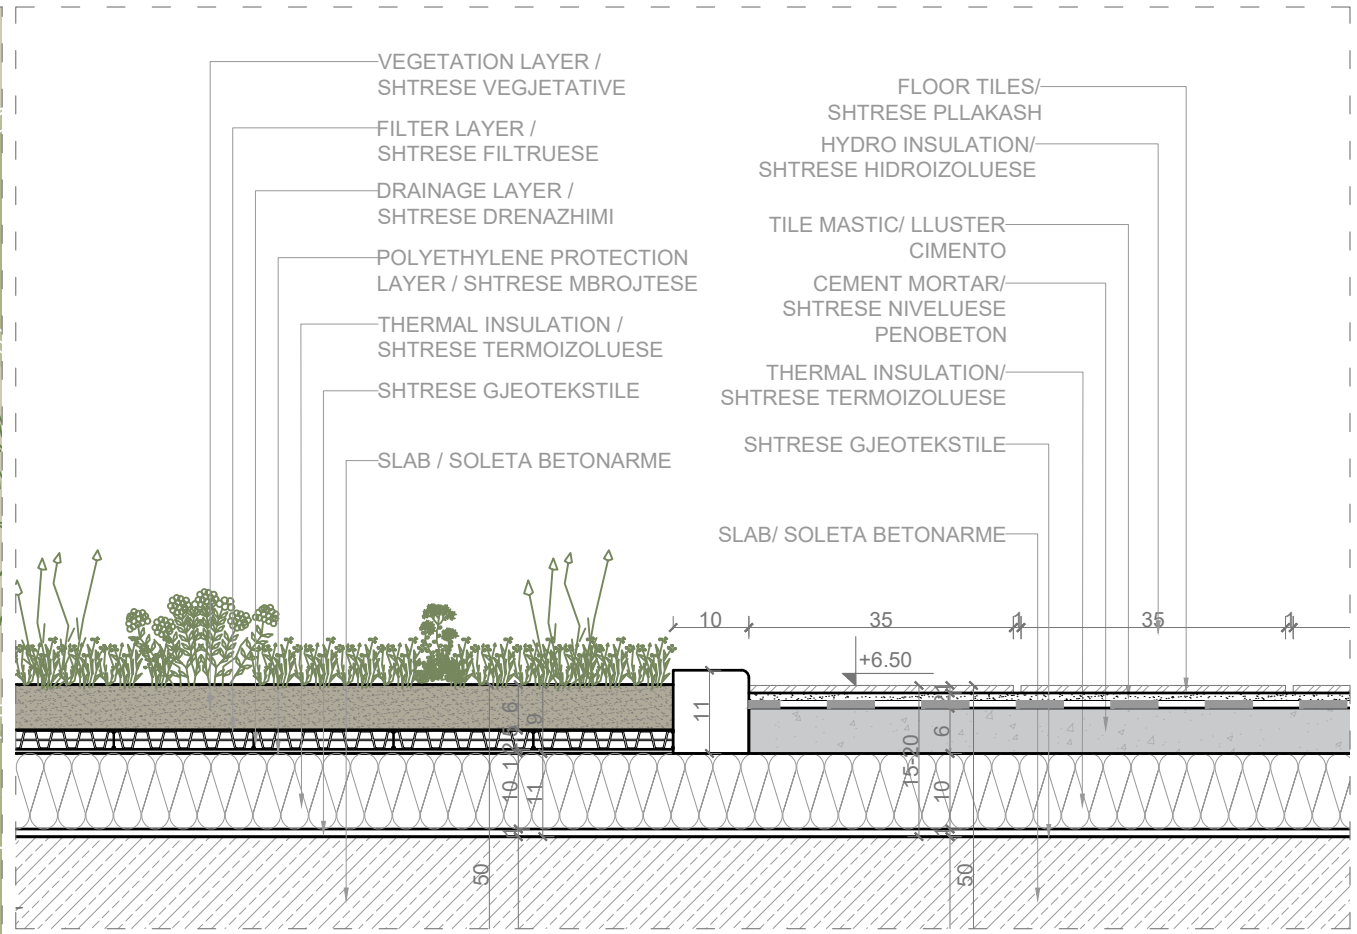 VEGETATION LAYER /
SHTRESE VEGJETATIVE
FILTER LAYER /
SHTRESE FILTRUESE
DRAINAGE LAYER /
SHTRESE DRENAZHIMI
POLYETHYLENE PROTECTION
LAYER / SHTRESE MBROJTESE
THERMAL INSULATION /
SHTRESE TERMOIZOLUESE
SHTRESE GJEOTEKSTILE
SLAB / SOLETA BETONARME
FLOOR TILES/
SHTRESE PLLAKASH
HYDRO INSULATION/
SHTRESE HIDROIZOLUESE
TILE MASTIC/ LLUSTER
CIMENTO
CEMENT MORTAR/
SHTRESE NIVELUESE
PENOBETON
THERMAL INSULATION/
SHTRESE TERMOIZOLUESE
SHTRESE GJEOTEKSTILE
SLAB/ SOLETA BETONARME
10
35
1
35
1
+6.50
11
6
9
10
11
50
15-20
6
10
50